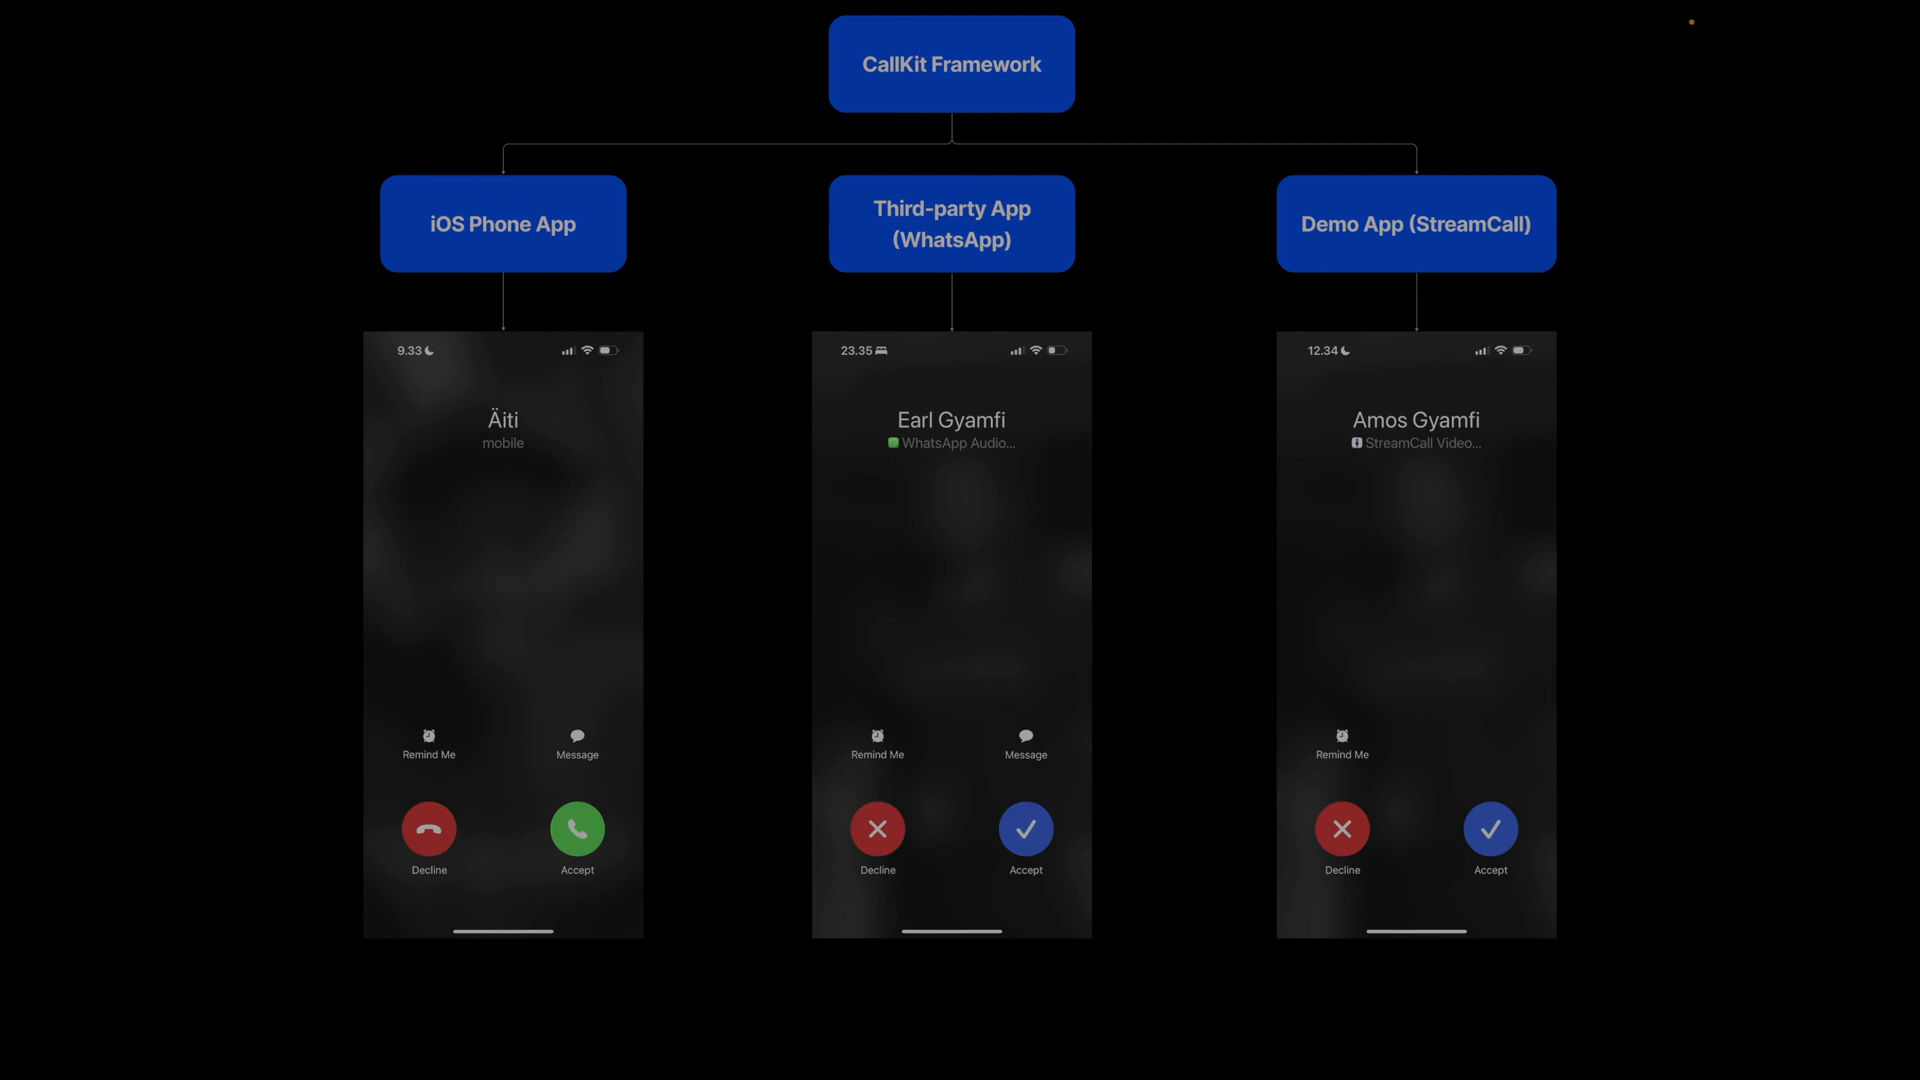 CallKit Framework
iOS Phone App
Third-party App
(WhatsApp)
Demo App (StreamCall)
9.33
Äiti
mobile
Remind Me
Message
Decline
Accept
23.35
Earl Gyamfi
WhatsApp Audio...
Remind Me
Message
Decline
Accept
12.34
Amos Gyamfi
StreamCall Video...
Remind Me
Decline
Accept